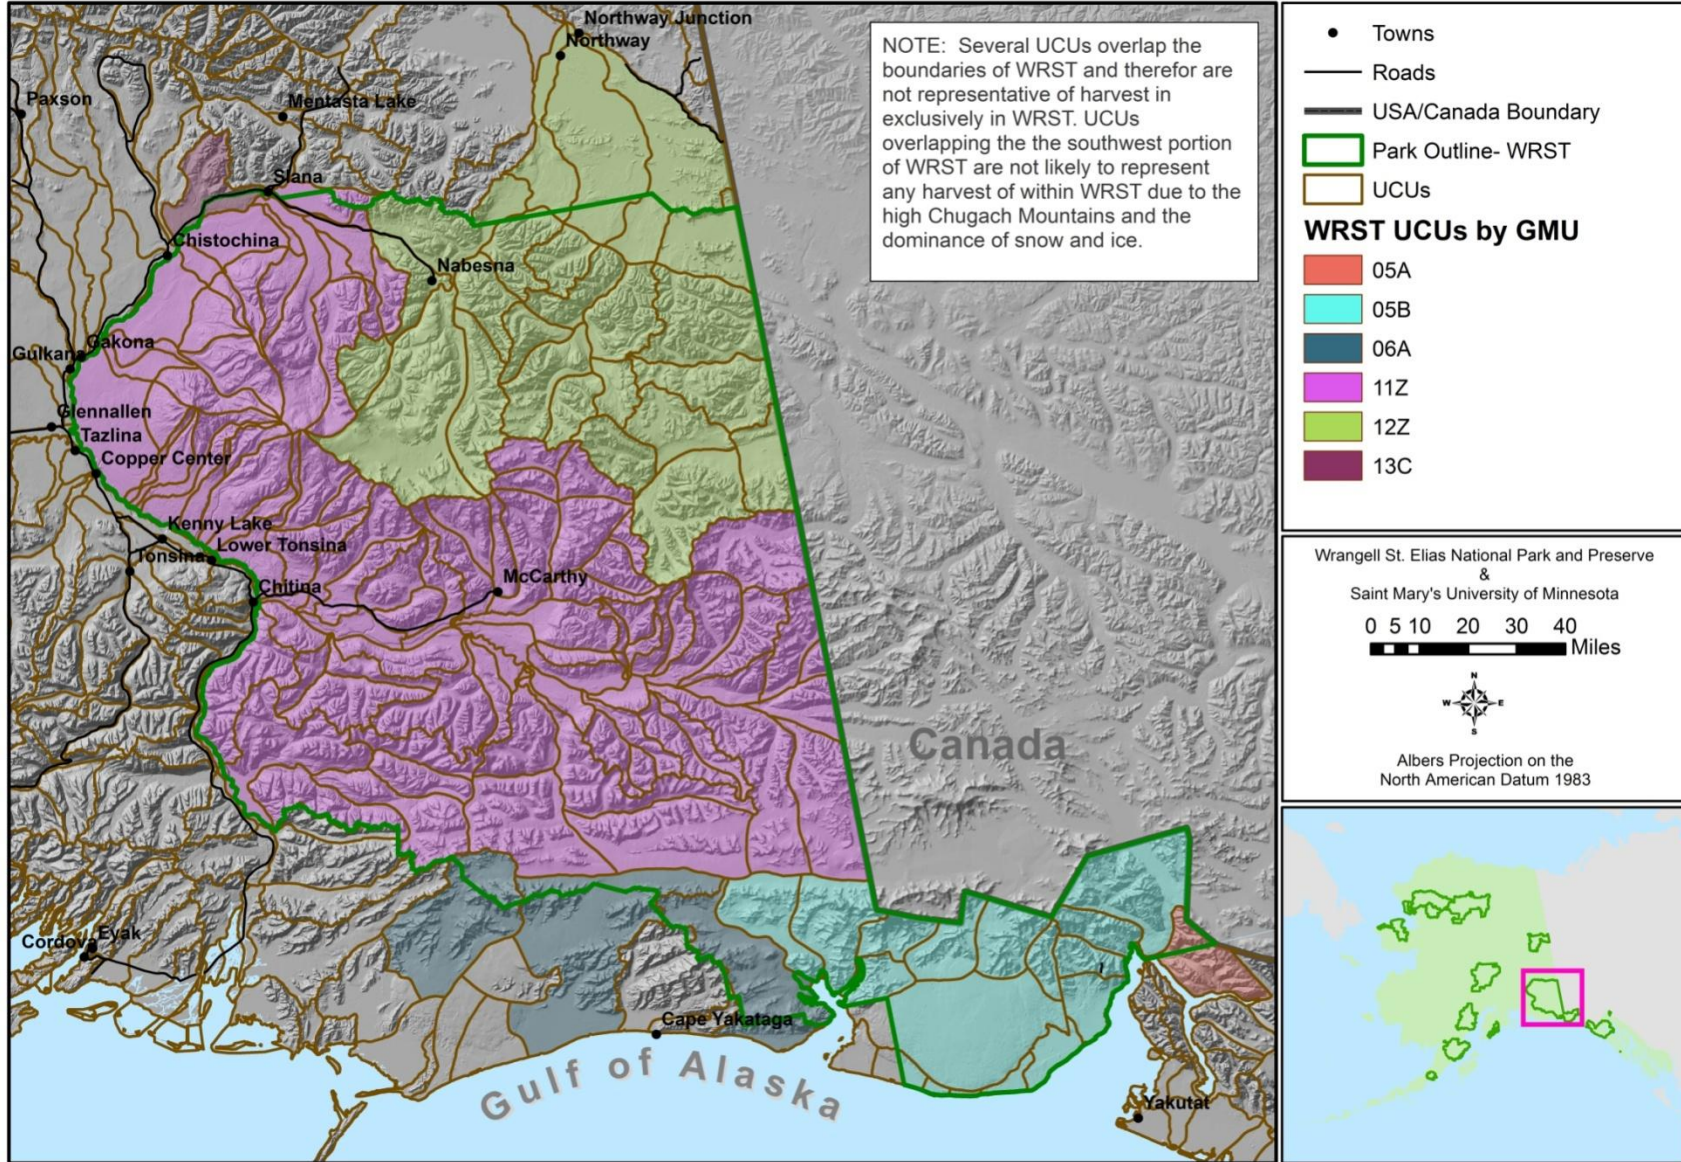 Northway Junction
Northway
Paxson
Mentasta Lake
Slana
Chistochina
Nabesna
Gakona
Gulkana
Glennallen
Tazlina
Copper Center
Kenny Lake
Lower Tonsina
Tonsina
Chitina
McCarthy
Canada
Eyak
Cordova
Cape Yakataga
Gulf of Alaska
Yakutat
NOTE: Several UCUs overlap the
boundaries of WRST and therefor are
not representative of harvest in
exclusively in WRST. UCUs
overlapping the the southwest portion
of WRST are not likely to represent
any harvest of within WRST due to the
high Chugach Mountains and the
dominance of snow and ice.
Towns
Roads
USA/Canada Boundary
Park Outline- WRST
UCUs
WRST UCUs by GMU
05A
05B
06A
11Z
12Z
13C
Wrangell St. Elias National Park and Preserve
&
Saint Mary's University of Minnesota
0 5 10 20 30 40
Miles
N
W E
S
Albers Projection on the
North American Datum 1983